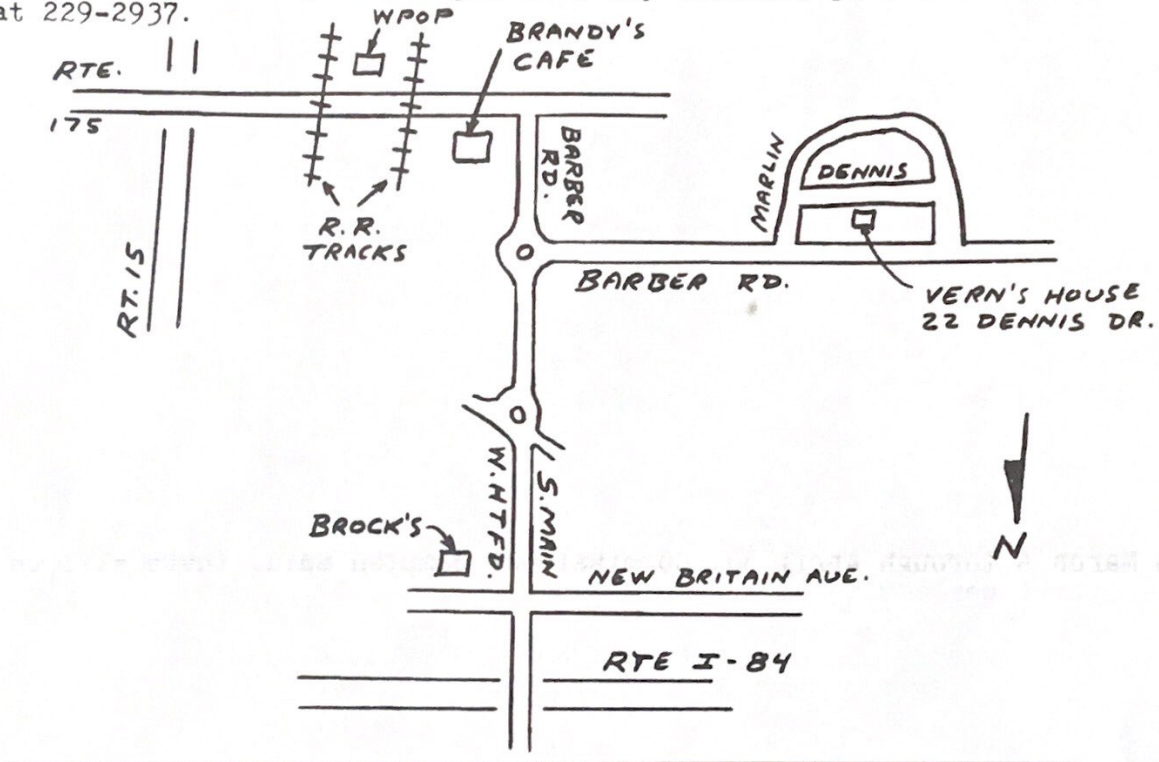 at 229-2937.
WPOP
BRANDY'S
CAFE
RTE.
175
BARBER
RD.
MARLIN
DENNIS
R.R.
TRACKS
RT. 15
BARBER RD.
VERN'S HOUSE
22 DENNIS DR.
W. HTFD.
S. MAIN
BROCK'S
N
NEW BRITAIN AVE.
RTE I-84